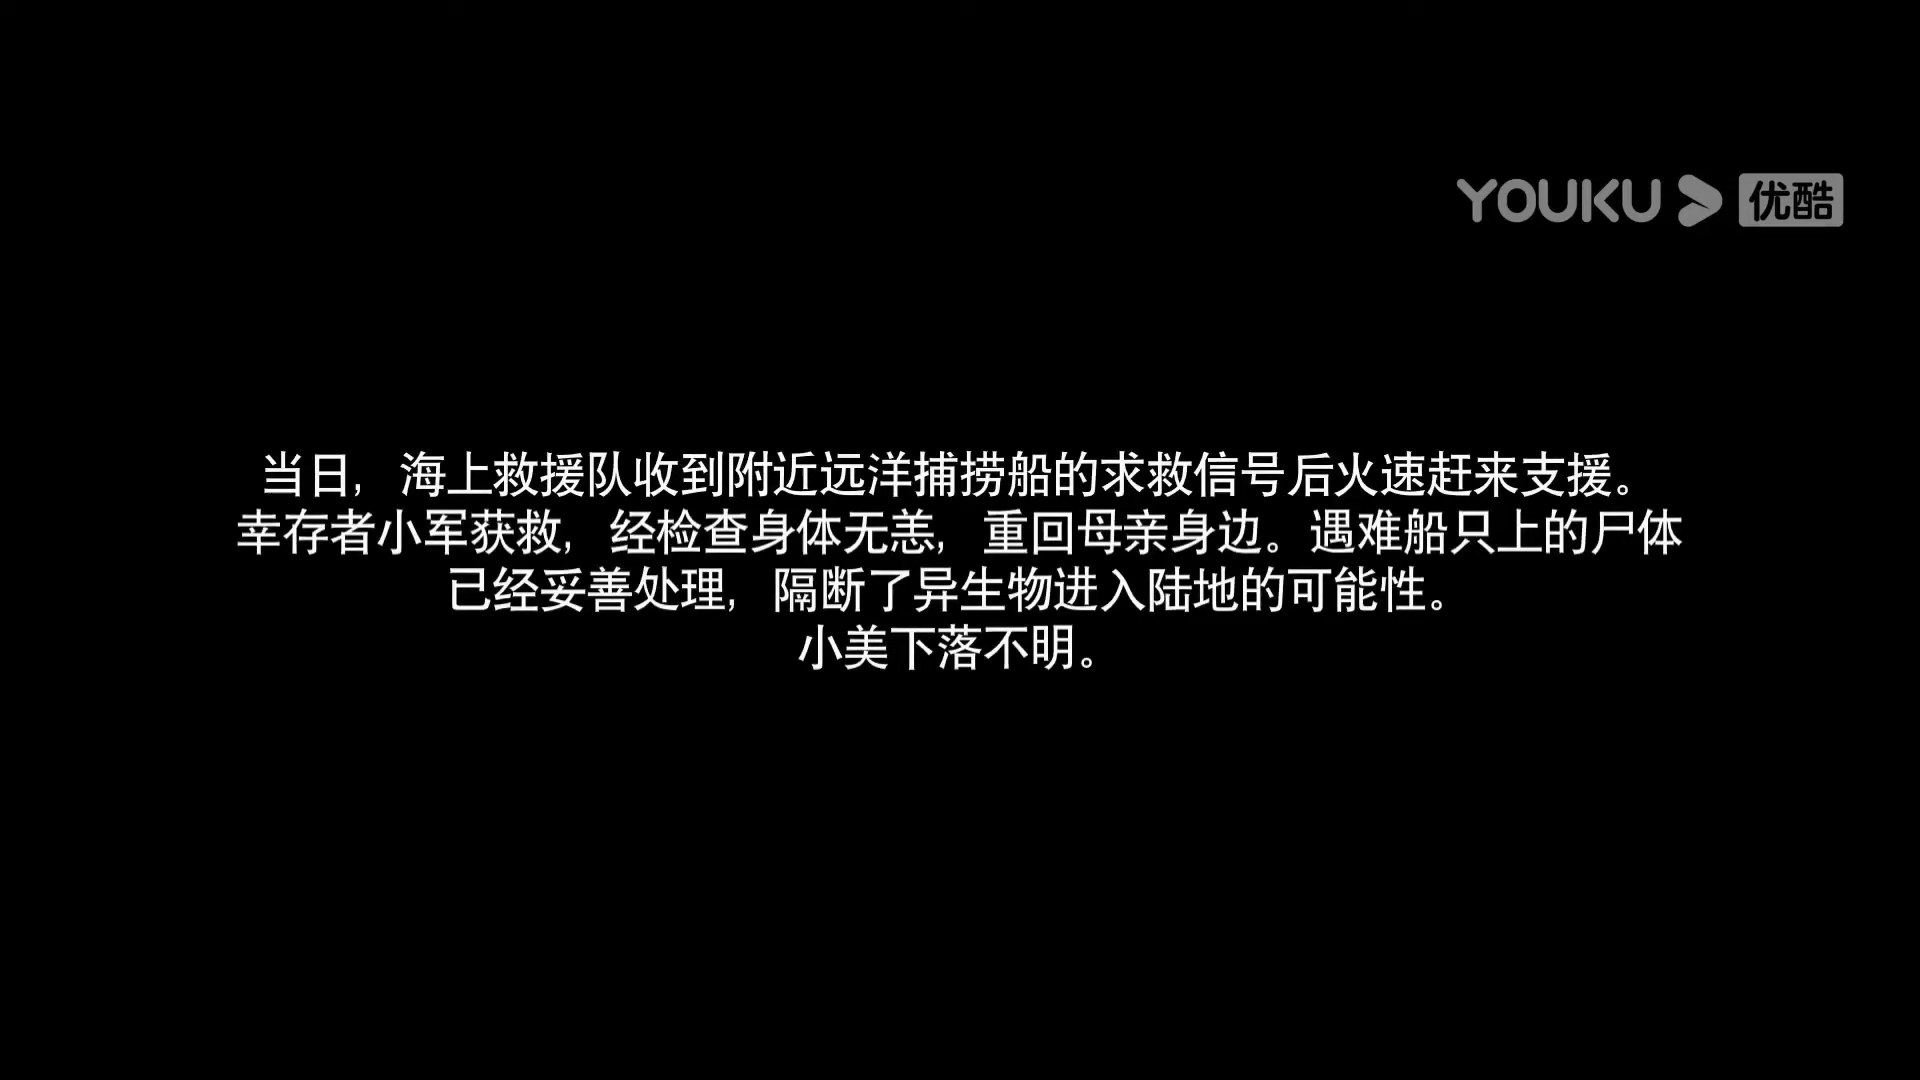 YOUKU 优酷
当日，海上救援队收到附近远洋捕捞船的求救信号后火速赶来支援。
幸存者小军获救，经检查身体无恙，重回母亲身边。遇难船只上的尸体
已经妥善处理，隔断了异生物进入陆地的可能性。
小美下落不明。